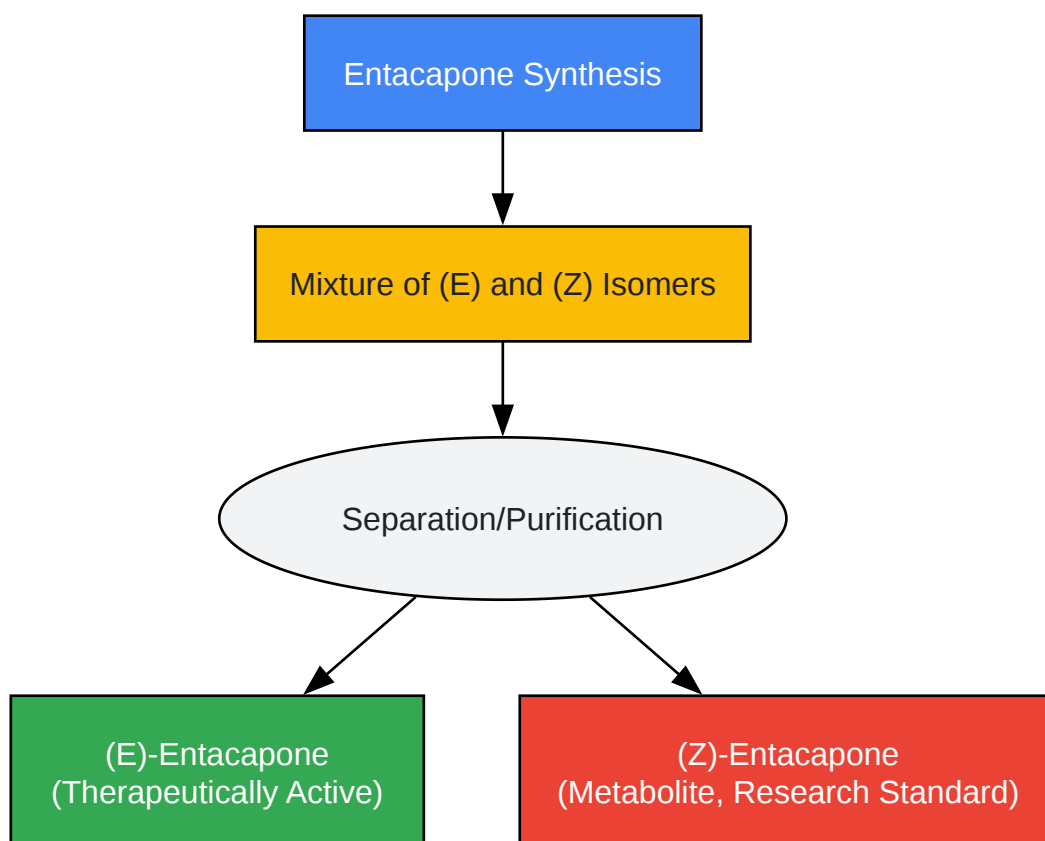 Entacapone Synthesis
Mixture of (E) and (Z) Isomers
Separation/Purification
(E)-Entacapone
(Therapeutically Active)
(Z)-Entacapone
(Metabolite, Research Standard)